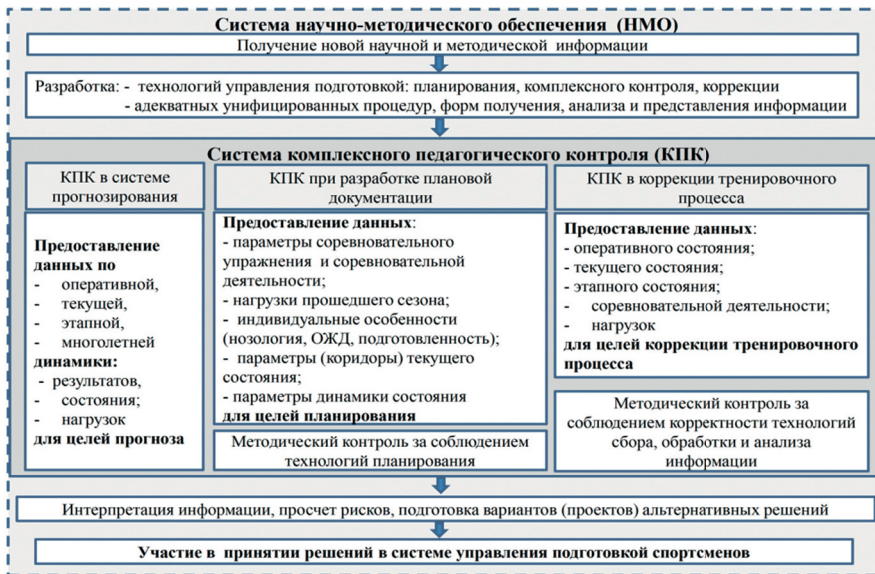 Система научно-методического обеспечения (НМО)
Получение новой научной и методической информации
Разработка: - технологий управления подготовкой: планирования, комплексного контроля, коррекции
- адекватных унифицированных процедур, форм получения, анализа и представления информации
Система комплексного педагогического контроля (КПК)
КПК в системе
прогнозирования
Предоставление
данных по
- оперативной,
- текущей,
- этапной,
- многолетней
динамики:
- результатов,
- состояния;
- нагрузок
для целей прогноза
КПК при разработке плановой
документации
Предоставление данных:
- параметры соревновательного
упражнения и соревновательной
деятельности;
- нагрузки прошедшего сезона;
- индивидуальные особенности
(нозология, ОЖД, подготовленность);
- параметры (коридоры) текущего
состояния;
- параметры динамики состояния
для целей планирования
Методический контроль за соблюдением
технологий планирования
КПК в коррекции тренировочного
процесса
Предоставление данных:
- оперативного состояния;
- текущего состояния;
- этапного состояния;
- соревновательной деятельности;
- нагрузок
для целей коррекции тренировочного
процесса
Методический контроль за
соблюдением корректности технологий
сбора, обработки и анализа
информации
Интерпретация информации, просчет рисков, подготовка вариантов (проектов) альтернативных решений
Участие в принятии решений в системе управления подготовкой спортсменов